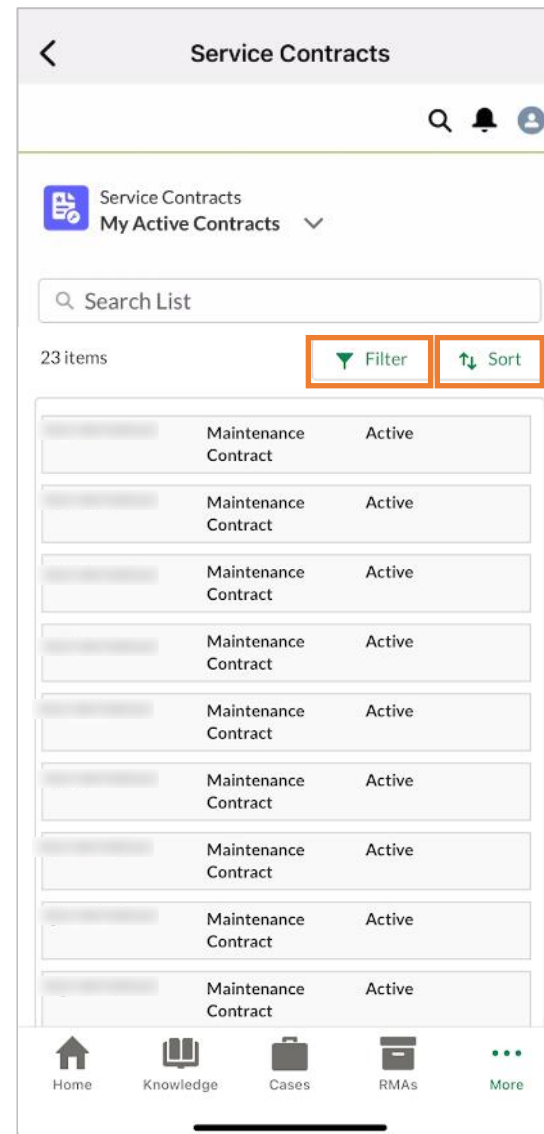 Service Contracts
Service Contracts
My Active Contracts
Search List
23 items Filter Sort
Maintenance Active
Contract
Maintenance Active
Contract
Maintenance Active
Contract
Maintenance Active
Contract
Maintenance Active
Contract
Maintenance Active
Contract
Maintenance Active
Contract
Maintenance Active
Contract
Maintenance Active
Contract
Home Knowledge Cases RMAs More